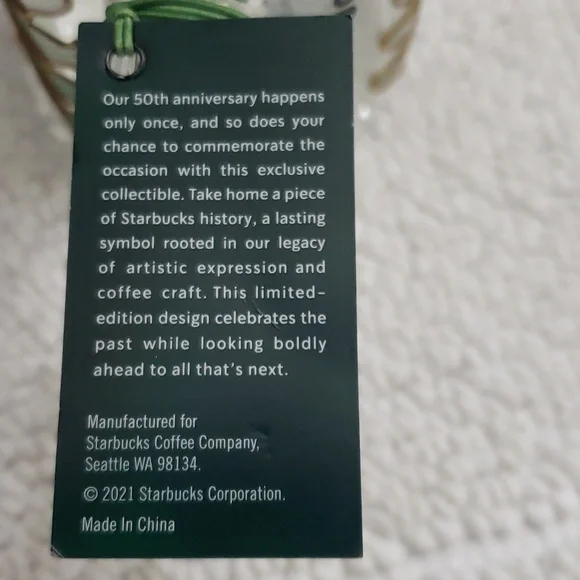 Our 50th anniversary happens
only once, and so does your
chance to commemorate the
occasion with this exclusive
collectible. Take home a piece
of Starbucks history, a lasting
symbol rooted in our legacy
of artistic expression and
coffee craft. This limited-
edition design celebrates the
past while looking boldly
ahead to all that's next.
Manufactured for
Starbucks Coffee Company,
Seattle WA 98134.
© 2021 Starbucks Corporation.
Made In China